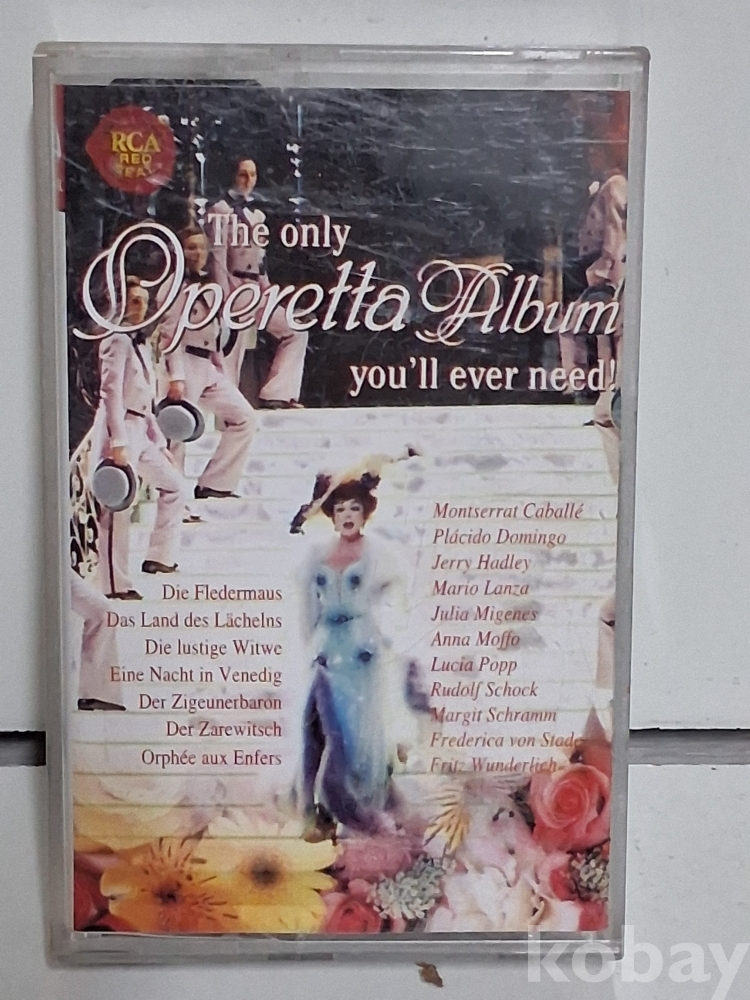 RCA
RED
SEAL
The only
Operetta Album
you'll ever need!
Montserrat Caballé
Plácido Domingo
Jerry Hadley
Mario Lanza
Julia Migenes
Anna Moffo
Lucia Popp
Rudolf Schock
Margit Schramm
Frederica von Stade
Fritz Wunderlich
Die Fledermaus
Das Land des Lächelns
Die lustige Witwe
Eine Nacht in Venedig
Der Zigeunerbaron
Der Zarewitsch
Orphée aux Enfers
kobay